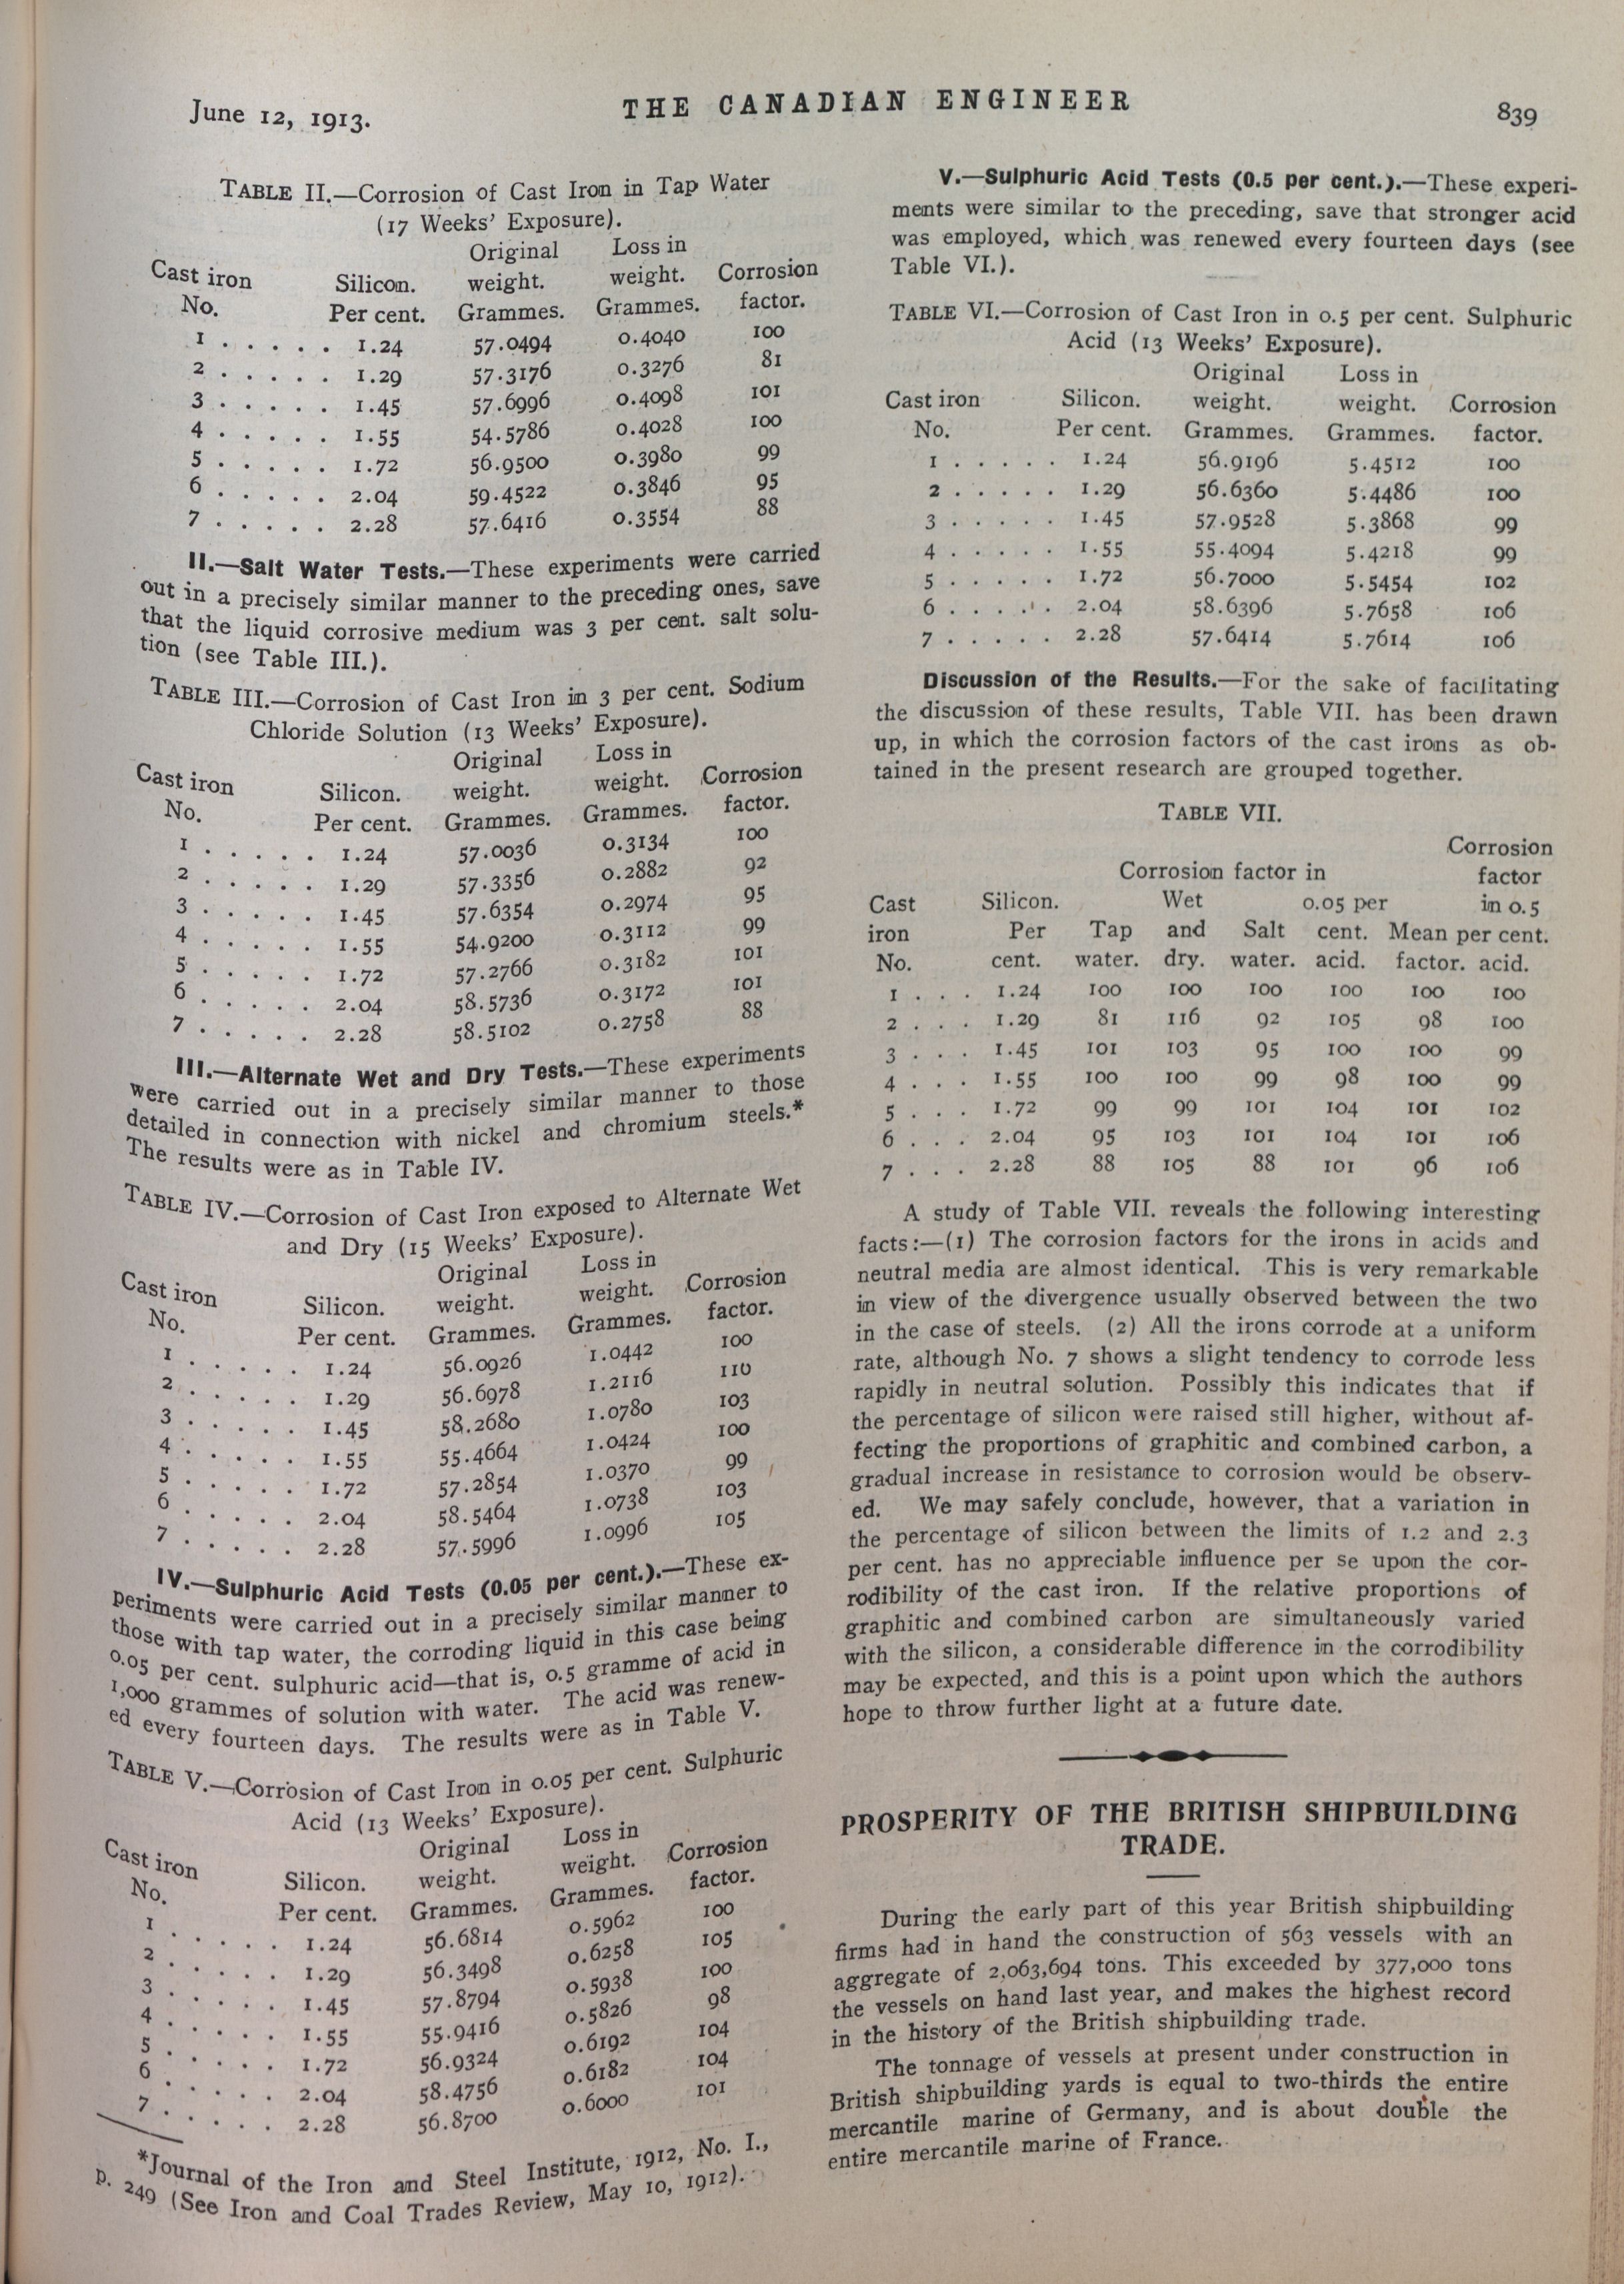 June 12, 1913.
THE CANADIAN ENGINEER
839
TABLE II.—Corrosion of Cast Iron in Tap Water
(17 Weeks' Exposure).
Original Loss in
Cast iron Silicon. weight. weight. Corrosion
No. Per cent. Grammes. Grammes. factor.
1 . . . . . 1.24 57.0494 0.4040 100
2 . . . . . 1.29 57.3176 0.3276 81
3 . . . . . 1.45 57.6996 0.4098 101
4 . . . . . 1.55 54.5786 0.4028 100
5 . . . . . 1.72 56.9500 0.3980 99
6 . . . . . 2.04 59.4522 0.3846 95
7 . . . . . 2.28 57.6416 0.3554 88
II.—Salt Water Tests.—These experiments were carried
out in a precisely similar manner to the preceding ones, save
that the liquid corrosive medium was 3 per cent. salt solu-
tion (see Table III.).
TABLE III.—Corrosion of Cast Iron in 3 per cent. Sodium
Chloride Solution (13 Weeks' Exposure).
Original Loss in
Cast iron Silicon. weight. weight. Corrosion
No. Per cent. Grammes. Grammes. factor.
1 . . . . . 1.24 57.0036 0.3134 100
2 . . . . . 1.29 57.3356 0.2882 92
3 . . . . . 1.45 57.6354 0.2974 95
4 . . . . . 1.55 54.9200 0.3112 99
5 . . . . . 1.72 57.2766 0.3182 101
6 . . . . . 2.04 58.5736 0.3172 101
7 . . . . . 2.28 58.5102 0.2758 88
III.—Alternate Wet and Dry Tests.—These experiments
were carried out in a precisely similar manner to those
detailed in connection with nickel and chromium steels.*
The results were as in Table IV.
TABLE IV.—Corrosion of Cast Iron exposed to Alternate Wet
and Dry (15 Weeks' Exposure).
Original Loss in
Cast iron Silicon. weight. weight. Corrosion
No. Per cent. Grammes. Grammes. factor.
1 . . . . . 1.24 56.0926 1.0442 100
2 . . . . . 1.29 56.6978 1.2116 110
3 . . . . . 1.45 58.2680 1.0780 103
4 . . . . . 1.55 55.4664 1.0424 100
5 . . . . . 1.72 57.2854 1.0370 99
6 . . . . . 2.04 58.5464 1.0738 103
7 . . . . . 2.28 57.5996 1.0996 105
IV.—Sulphuric Acid Tests (0.05 per cent.).—These ex-
periments were carried out in a precisely similar manner to
those with tap water, the corroding liquid in this case being
0.05 per cent. sulphuric acid—that is, 0.5 gramme of acid in
1,000 grammes of solution with water. The acid was renew-
ed every fourteen days. The results were as in Table V.
TABLE V.—Corrosion of Cast Iron in 0.05 per cent. Sulphuric
Acid (13 Weeks' Exposure).
Original Loss in
Cast iron Silicon. weight. weight. Corrosion
No. Per cent. Grammes. Grammes. factor.
1 . . . . . 1.24 56.6814 0.5962 100
2 . . . . . 1.29 56.3498 0.6258 105
3 . . . . . 1.45 57.8794 0.5938 100
4 . . . . . 1.55 55.9416 0.5826 98
5 . . . . . 1.72 56.9324 0.6192 104
6 . . . . . 2.04 58.4756 0.6182 104
7 . . . . . 2.28 56.8700 0.6000 101
*Journal of the Iron and Steel Institute, 1912, No. I.,
p. 249 (See Iron and Coal Trades Review, May 10, 1912).
V.—Sulphuric Acid Tests (0.5 per cent.).—These experi-
ments were similar to the preceding, save that stronger acid
was employed, which was renewed every fourteen days (see
Table VI.).
TABLE VI.—Corrosion of Cast Iron in 0.5 per cent. Sulphuric
Acid (13 Weeks' Exposure).
Original Loss in
Cast iron Silicon. weight. weight. Corrosion
No. Per cent. Grammes. Grammes. factor.
1 . . . . . 1.24 56.9196 5.4512 100
2 . . . . . 1.29 56.6360 5.4486 100
3 . . . . . 1.45 57.9528 5.3868 99
4 . . . . . 1.55 55.4094 5.4218 99
5 . . . . . 1.72 56.7000 5.5454 102
6 . . . . . 2.04 58.6396 5.7658 106
7 . . . . . 2.28 57.6414 5.7614 106
Discussion of the Results.—For the sake of facilitating
the discussion of these results, Table VII. has been drawn
up, in which the corrosion factors of the cast irons as ob-
tained in the present research are grouped together.
TABLE VII.
Corrosion
Corrosion factor in factor
Cast Silicon. Wet 0.05 per in 0.5
iron Per Tap and Salt cent. Mean per cent.
No. cent. water. dry. water. acid. factor. acid.
1 . . . 1.24 100 100 100 100 100 100
2 . . . 1.29 81 116 92 105 98 100
3 . . . 1.45 101 103 95 100 100 99
4 . . . 1.55 100 100 99 98 100 99
5 . . . 1.72 99 99 101 104 101 102
6 . . . 2.04 95 103 101 104 101 106
7 . . . 2.28 88 105 88 101 96 106
A study of Table VII. reveals the following interesting
facts:—(1) The corrosion factors for the irons in acids and
neutral media are almost identical. This is very remarkable
in view of the divergence usually observed between the two
in the case of steels. (2) All the irons corrode at a uniform
rate, although No. 7 shows a slight tendency to corrode less
rapidly in neutral solution. Possibly this indicates that if
the percentage of silicon were raised still higher, without af-
fecting the proportions of graphitic and combined carbon, a
gradual increase in resistance to corrosion would be observ-
ed. We may safely conclude, however, that a variation in
the percentage of silicon between the limits of 1.2 and 2.3
per cent. has no appreciable influence per se upon the cor-
rodibility of the cast iron. If the relative proportions of
graphitic and combined carbon are simultaneously varied
with the silicon, a considerable difference in the corrodibility
may be expected, and this is a point upon which the authors
hope to throw further light at a future date.
PROSPERITY OF THE BRITISH SHIPBUILDING
TRADE.
During the early part of this year British shipbuilding
firms had in hand the construction of 563 vessels with an
aggregate of 2,063,694 tons. This exceeded by 377,000 tons
the vessels on hand last year, and makes the highest record
in the history of the British shipbuilding trade.
The tonnage of vessels at present under construction in
British shipbuilding yards is equal to two-thirds the entire
mercantile marine of Germany, and is about double the
entire mercantile marine of France.